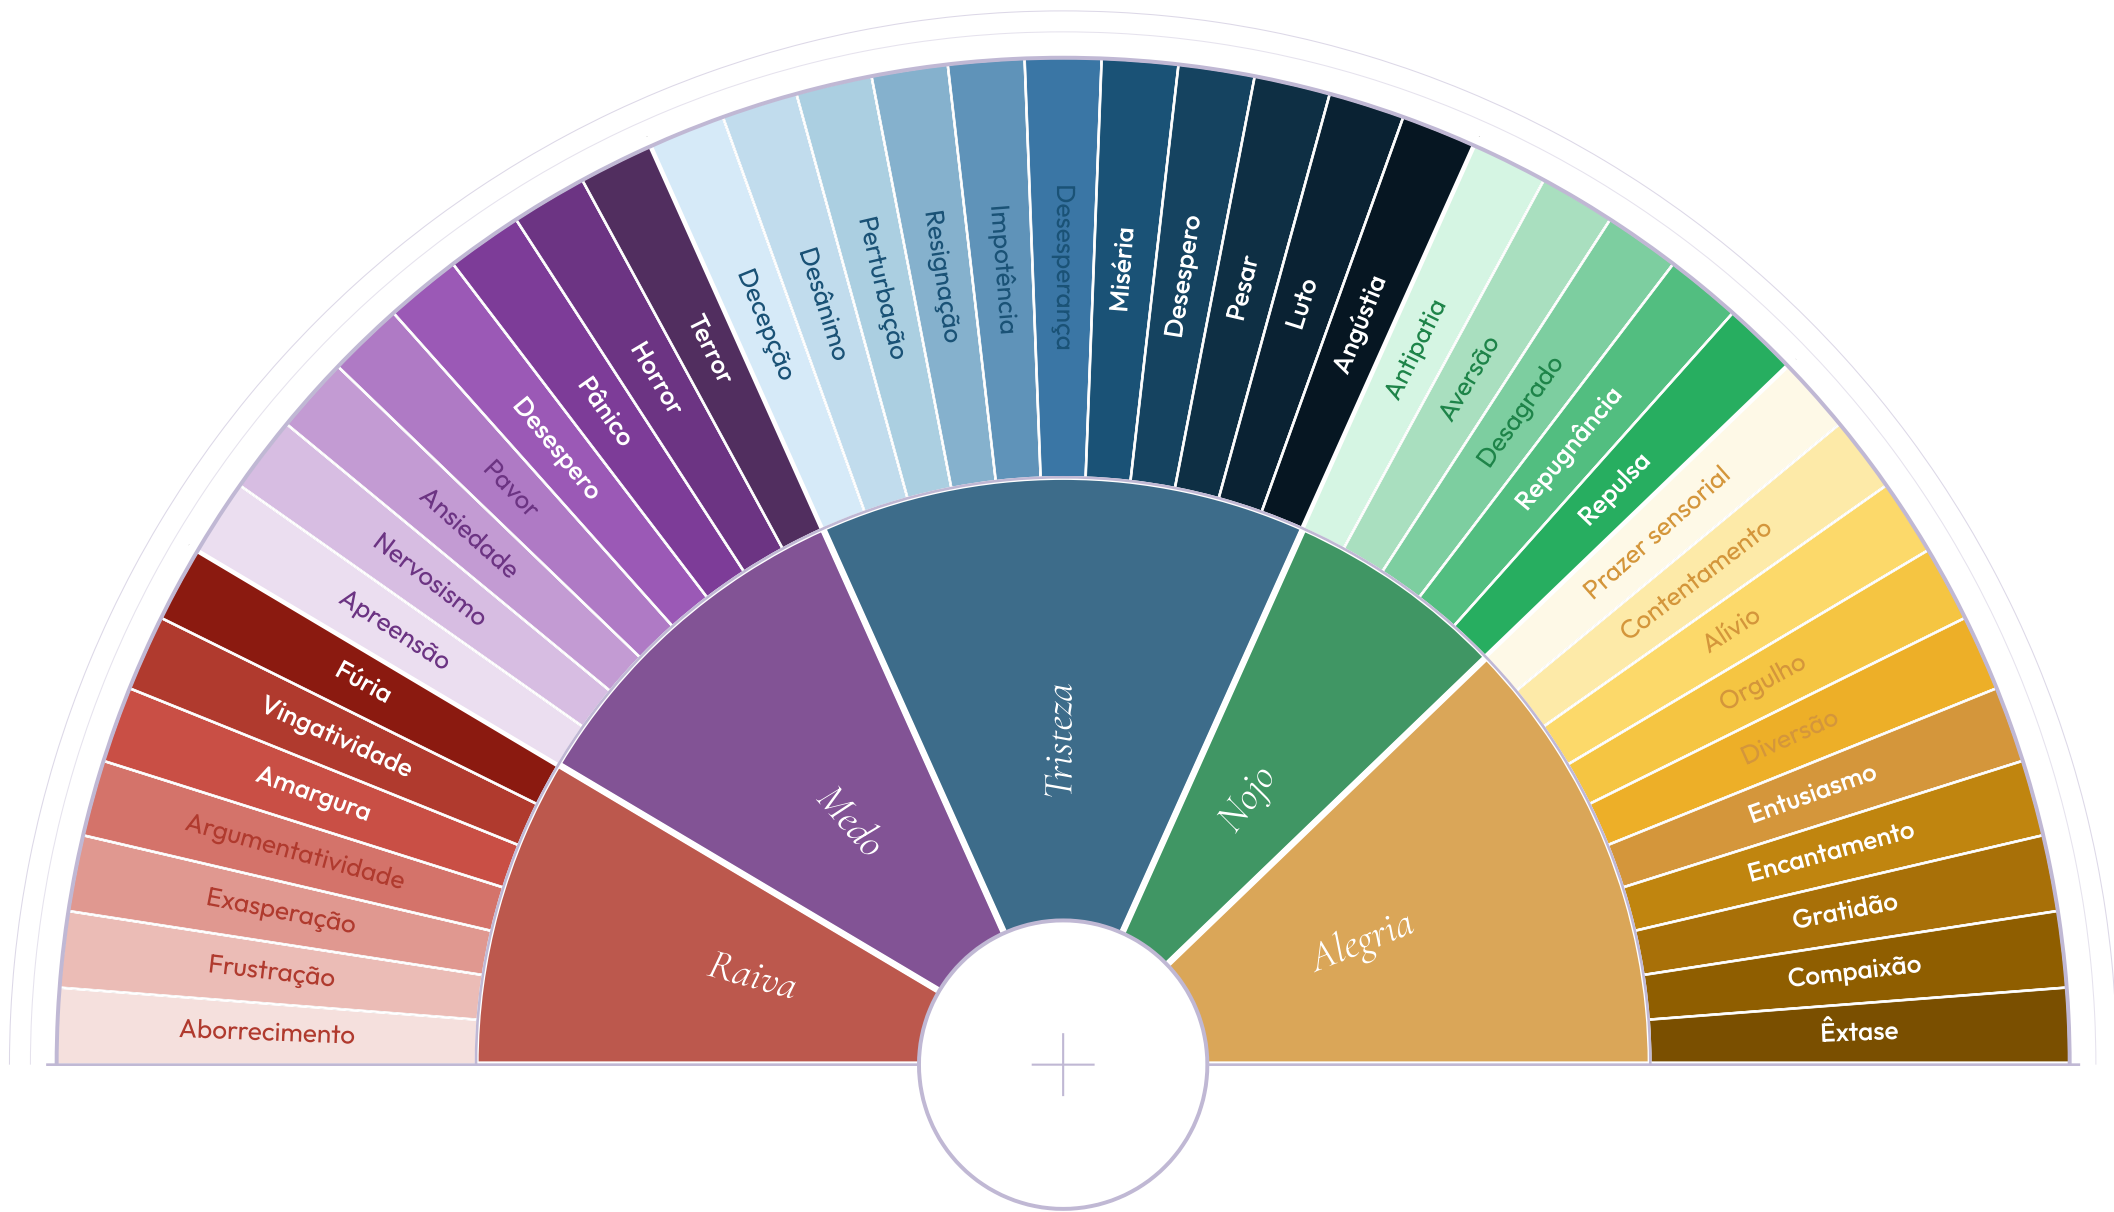 Aborrecimento
Frustração
Exasperação
Argumentatividade
Amargura
Vingatividade
Fúria
Apreensão
Nervosismo
Ansiedade
Pavor
Desespero
Pânico
Horror
Terror
Decepção
Desânimo
Perturbação
Resignação
Impotência
Desesperança
Miséria
Desespero
Pesar
Luto
Angústia
Antipatia
Aversão
Desagrado
Repugnância
Repulsa
Prazer sensorial
Contentamento
Alívio
Orgulho
Diversão
Entusiasmo
Encantamento
Gratidão
Compaixão
Êxtase
Raiva
Medo
Tristeza
Nojo
Alegria